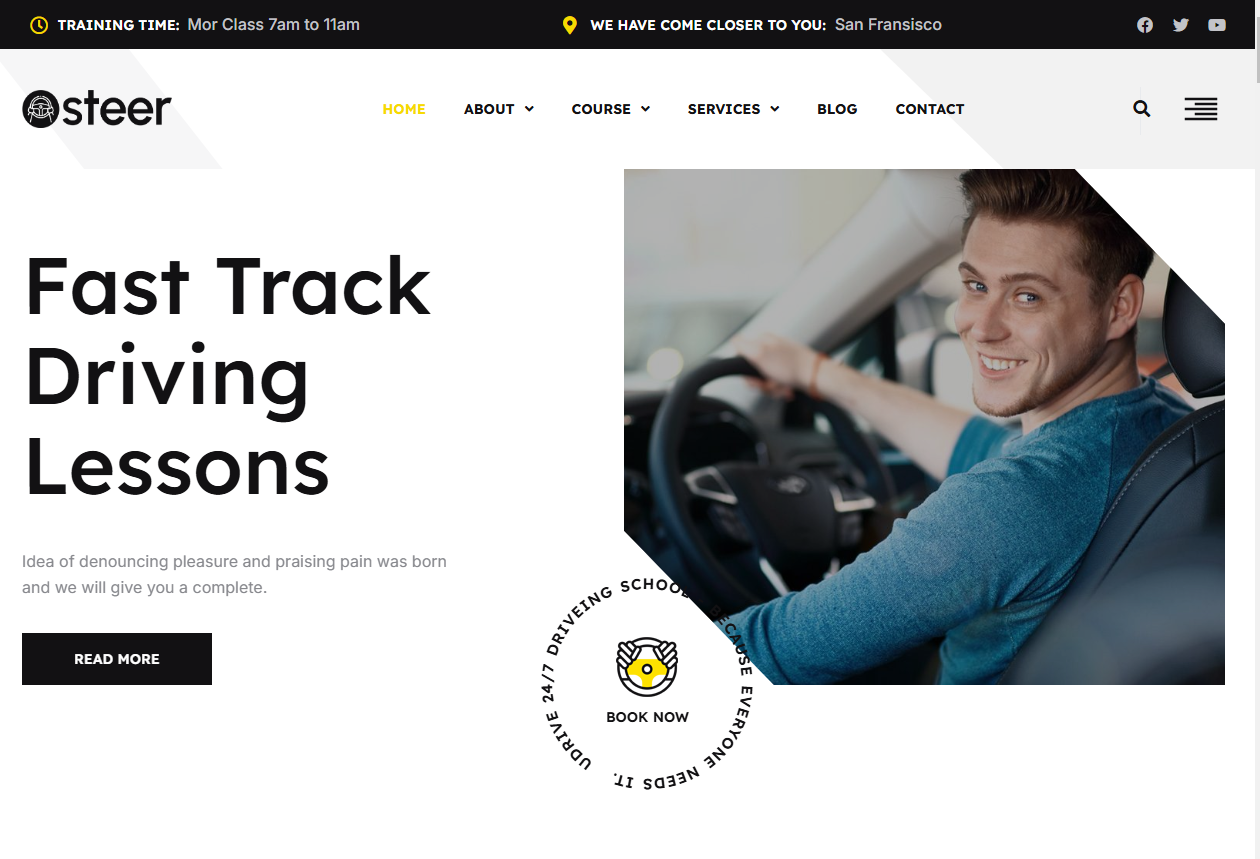 TRAINING TIME: Mor Class 7am to 11am
WE HAVE COME CLOSER TO YOU: San Fransisco
steer
HOME
ABOUT
COURSE
SERVICES
BLOG
CONTACT
Fast Track
Driving
Lessons
Idea of denouncing pleasure and praising pain was born
and we will give you a complete.
READ MORE
UDRIVE 24/7 DRIVEING SCHOOL BECAUSE EVERYONE NEEDS IT.
BOOK NOW